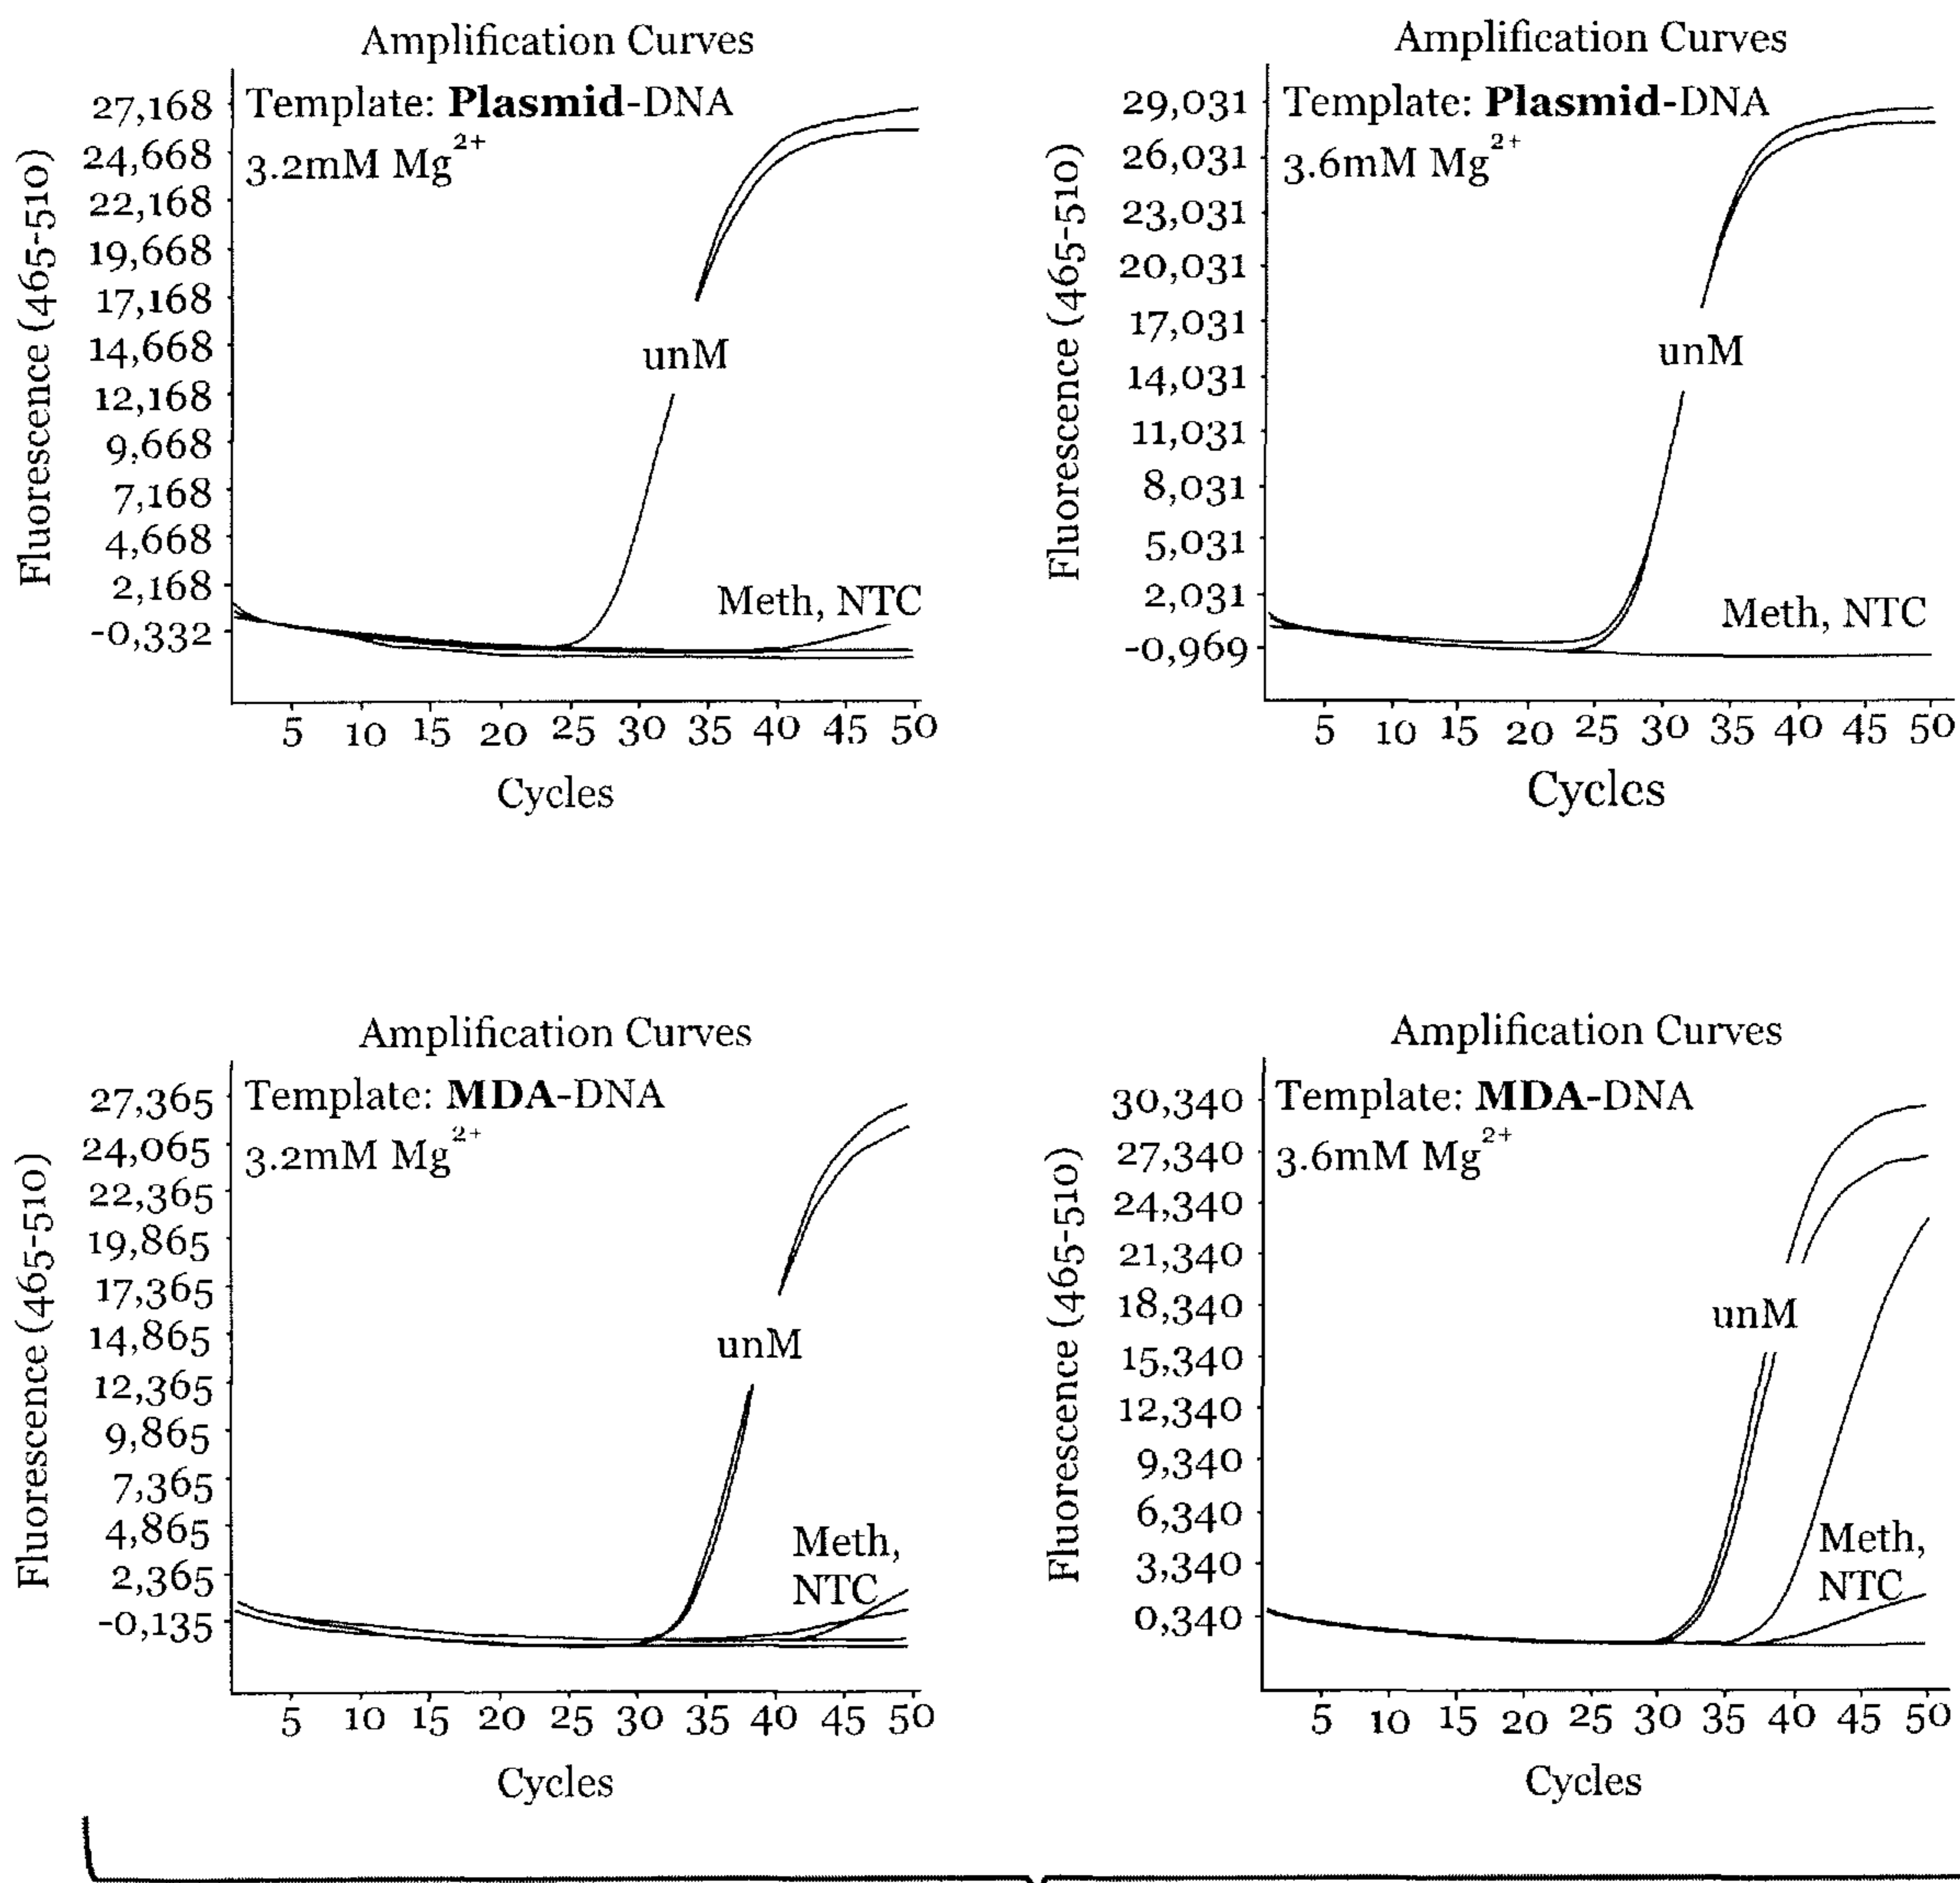 Amplification Curves
Template: Plasmid-DNA
3.2mM Mg2+
Fluorescence (465-510)
27,168
24,668
22,168
19,668
17,168
14,668
12,168
9,668
7,168
4,668
2,168
-0,332
unM
Meth, NTC
5 10 15 20 25 30 35 40 45 50
Cycles
Amplification Curves
Template: Plasmid-DNA
3.6mM Mg2+
Fluorescence (465-510)
29,031
26,031
23,031
20,031
17,031
14,031
11,031
8,031
5,031
2,031
-0,969
unM
Meth, NTC
5 10 15 20 25 30 35 40 45 50
Cycles
Amplification Curves
Template: MDA-DNA
3.2mM Mg2+
Fluorescence (465-510)
27,365
24,065
22,365
19,865
17,365
14,865
12,365
9,865
7,365
4,865
2,365
-0,135
unM
Meth,
NTC
5 10 15 20 25 30 35 40 45 50
Cycles
Amplification Curves
Template: MDA-DNA
3.6mM Mg2+
Fluorescence (465-510)
30,340
27,340
24,340
21,340
18,340
15,340
12,340
9,340
6,340
3,340
0,340
unM
Meth,
NTC
5 10 15 20 25 30 35 40 45 50
Cycles